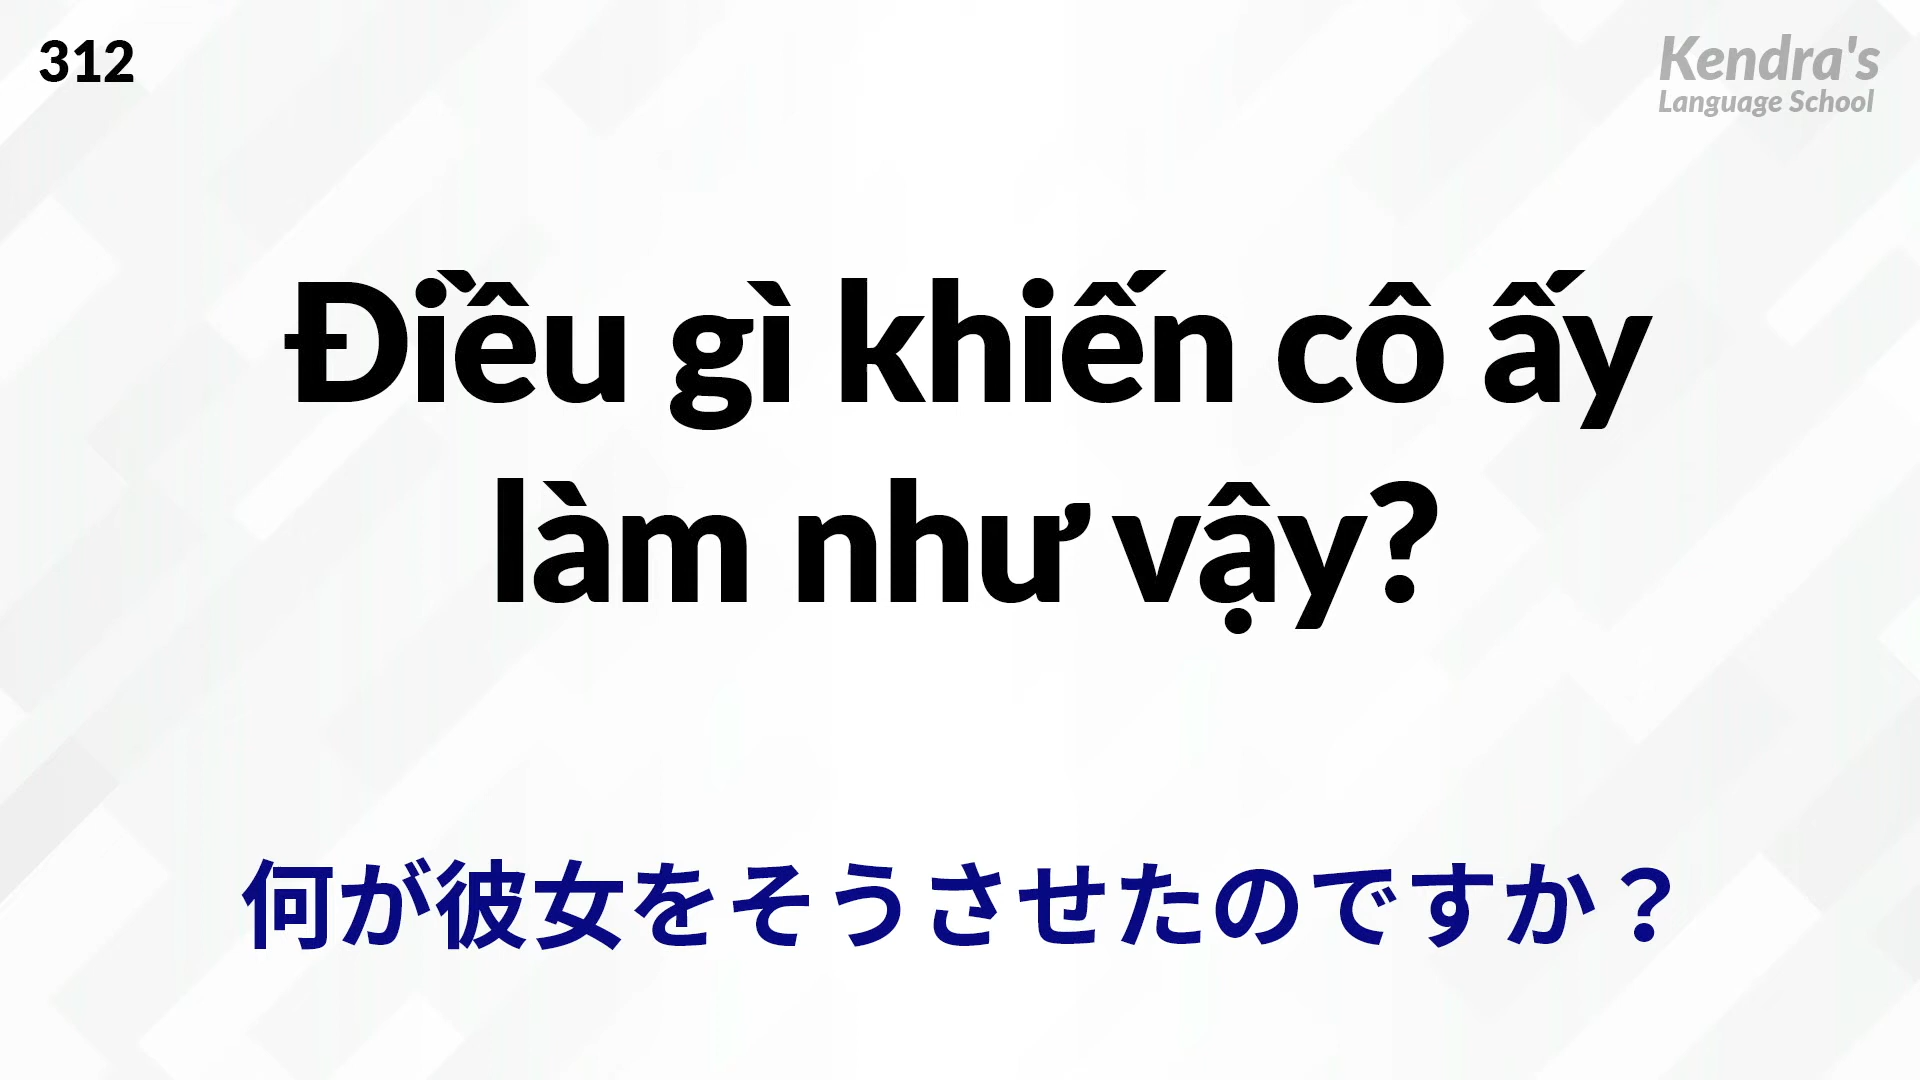 312
Kendra's
Language School
Điều gì khiến cô ấy
làm như vậy?
何が彼女をそうさせたのですか？